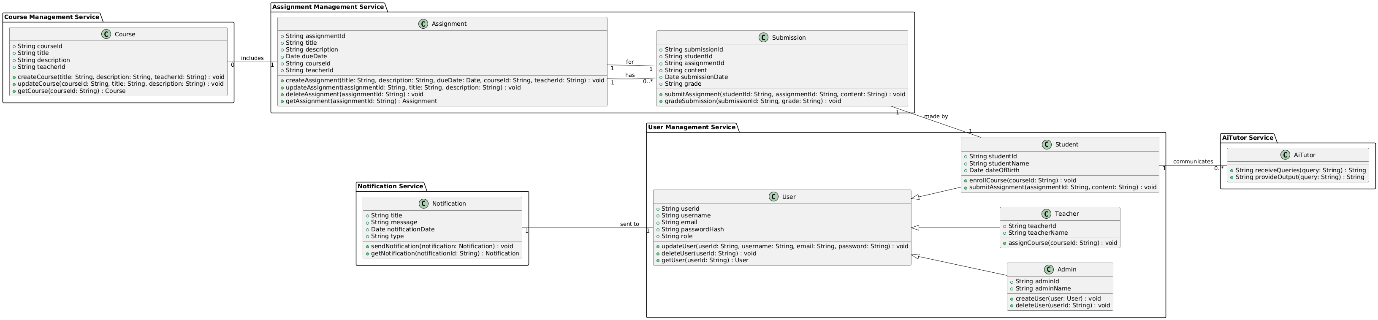 Course Management Service
C Course
String courseId
String title
String description
String teacherId
createCourse(title: String, description: String, teacherId: String) : void
updateCourse(courseId: String, title: String, description: String) : void
getCourse(courseId: String) : Course
0
includes
1
Assignment Management Service
C Assignment
String assignmentId
String title
String description
Date dueDate
String courseId
String teacherId
createAssignment(title: String, description: String, dueDate: Date, courseId: String, teacherId: String) : void
updateAssignment(assignmentId: String, title: String, description: String) : void
deleteAssignment(assignmentId: String) : void
getAssignment(assignmentId: String) : Assignment
for
1
1
has
1
0..*
C Submission
String submissionId
String studentId
String assignmentId
String content
Date submissionDate
String grade
submitAssignment(studentId: String, assignmentId: String, content: String) : void
gradeSubmission(submissionId: String, grade: String) : void
1
made by
1
User Management Service
C Student
String studentId
String studentName
Date dateOfBirth
enrollCourse(courseId: String) : void
submitAssignment(assignmentId: String, content: String) : void
communicates
1
0..*
AiTutor Service
C AiTutor
String receiveQueries(query: String) : String
String provideOutput(query: String) : String
Notification Service
C Notification
String title
String message
Date notificationDate
String type
sendNotification(notification: Notification) : void
getNotification(notificationId: String) : Notification
1
sent to
1
C User
String userId
String username
String email
String passwordHash
String role
updateUser(userId: String, username: String, email: String, password: String) : void
deleteUser(userId: String) : void
getUser(userId: String) : User
C Teacher
String teacherId
String teacherName
assignCourse(courseId: String) : void
C Admin
String adminId
String adminName
createUser(user: User) : void
deleteUser(userId: String) : void